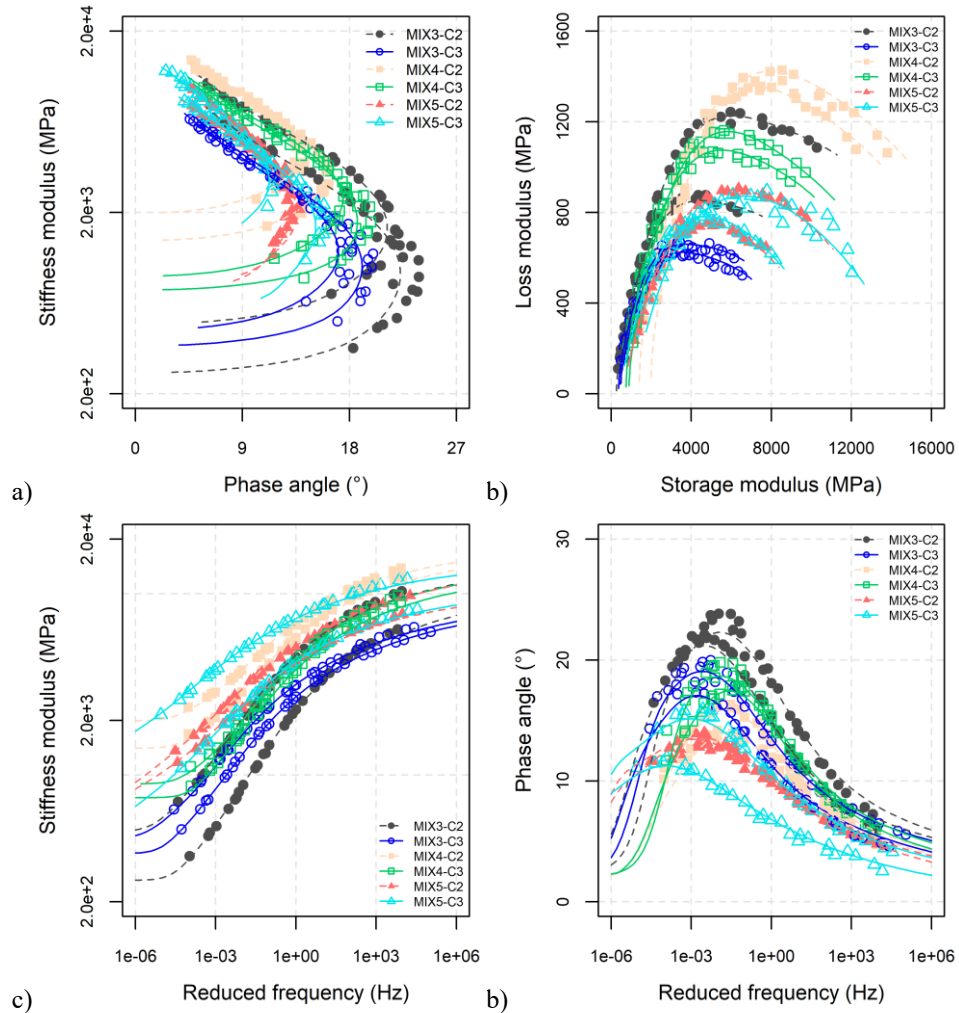 2.0e+4
2.0e+3
2.0e+2
Stiffness modulus (MPa)
MIX3-C2
MIX3-C3
MIX4-C2
MIX4-C3
MIX5-C2
MIX5-C3
0 9 18 27
Phase angle (°)
a)
1600
1200
800
400
0
Loss modulus (MPa)
MIX3-C2
MIX3-C3
MIX4-C2
MIX4-C3
MIX5-C2
MIX5-C3
0 4000 8000 12000 16000
Storage modulus (MPa)
b)
2.0e+4
2.0e+3
2.0e+2
Stiffness modulus (MPa)
MIX3-C2
MIX3-C3
MIX4-C2
MIX4-C3
MIX5-C2
MIX5-C3
1e-06 1e-03 1e+00 1e+03 1e+06
Reduced frequency (Hz)
c)
30
20
10
0
Phase angle (°)
MIX3-C2
MIX3-C3
MIX4-C2
MIX4-C3
MIX5-C2
MIX5-C3
1e-06 1e-03 1e+00 1e+03 1e+06
Reduced frequency (Hz)
b)